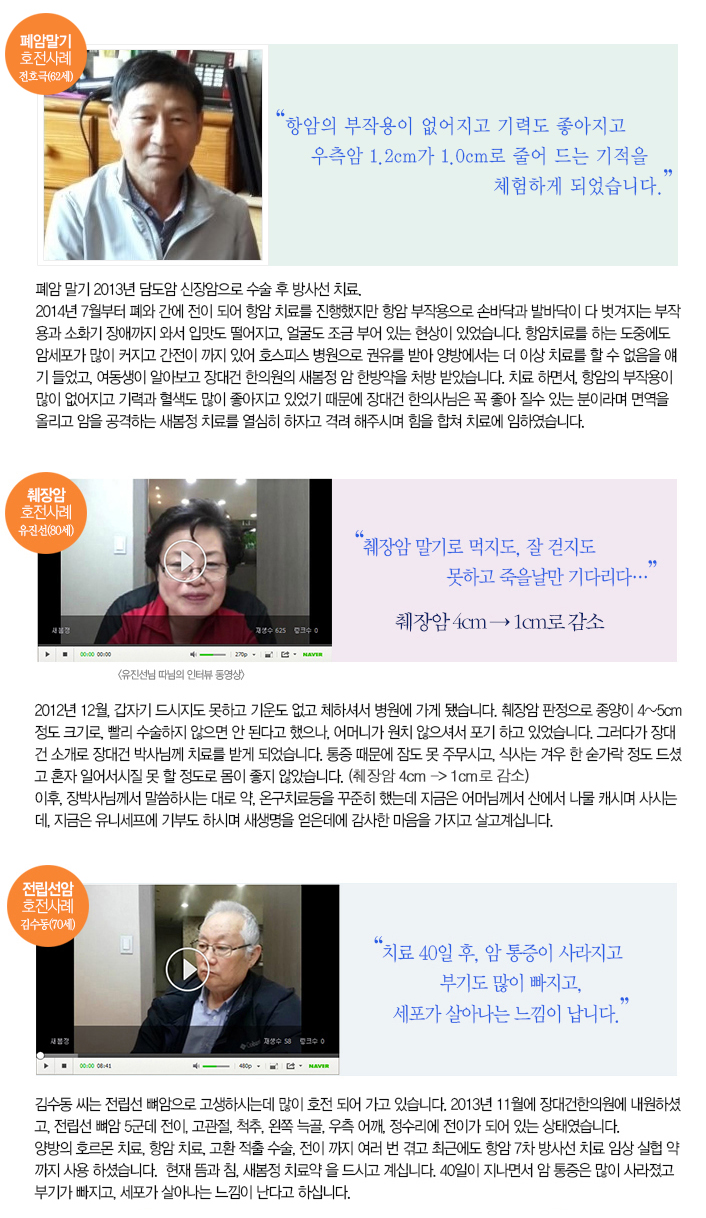 폐암말기
호전사례
전호극(62세)
“항암의 부작용이 없어지고 기력도 좋아지고
우측암 1.2cm가 1.0cm로 줄어 드는 기적을
체험하게 되었습니다.”
폐암 말기 2013년 담도암 신장암으로 수술 후 방사선 치료.
2014년 7월부터 폐와 간에 전이 되어 항암 치료를 진행했지만 항암 부작용으로 손바닥과 발바닥이 다 벗겨지는 부작
용과 소화기 장애까지 와서 입맛도 떨어지고, 얼굴도 조금 부어 있는 현상이 있었습니다. 항암치료를 하는 도중에도
암세포가 많이 커지고 간전이 까지 있어 호스피스 병원으로 권유를 받아 양방에서는 더 이상 치료를 할 수 없음을 얘
기 들었고, 여동생이 알아보고 장대건 한의원의 새봄정 암 한방약을 처방 받았습니다. 치료 하면서, 항암의 부작용이
많이 없어지고 기력과 혈색도 많이 좋아지고 있었기 때문에 장대건 한의사님은 꼭 좋아 질수 있는 분이라며 면역을
올리고 암을 공격하는 새봄정 치료를 열심히 하자고 격려 해주시며 힘을 합쳐 치료에 임하였습니다.
췌장암
호전사례
유진선(80세)
“췌장암 말기로 먹지도, 잘 걷지도
못하고 죽을날만 기다리다…”
췌장암 4cm → 1cm로 감소
새봄정
재생수 625 링크수 0
00:00 00:00
270p
NAVER
<유진선님 따님의 인터뷰 동영상>
2012년 12월, 갑자기 드시지도 못하고 기운도 없고 체하셔서 병원에 가게 됐습니다. 췌장암 판정으로 종양이 4~5cm
정도 크기로, 빨리 수술하지 않으면 안 된다고 했으나, 어머니가 원치 않으셔서 포기 하고 있었습니다. 그러다가 장대
건 소개로 장대건 박사님께 치료를 받게 되었습니다. 통증 때문에 잠도 못 주무시고, 식사는 겨우 한 숟가락 정도 드셨
고 혼자 일어서시질 못 할 정도로 몸이 좋지 않았습니다. (췌장암 4cm -> 1cm로 감소)
이후, 장박사님께서 말씀하시는 대로 약, 온구치료등을 꾸준히 했는데 지금은 어머님께서 산에서 나물 캐시며 사시는
데, 지금은 유니세프에 기부도 하시며 새생명을 얻은데에 감사한 마음을 가지고 살고계십니다.
전립선암
호전사례
김수동(70세)
“치료 40일 후, 암 통증이 사라지고
부기도 많이 빠지고,
세포가 살아나는 느낌이 납니다.”
새봄정
재생수 58 링크수 0
00:00 08:41
480p
NAVER
김수동 씨는 전립선 뼈암으로 고생하시는데 많이 호전 되어 가고 있습니다. 2013년 11월에 장대건한의원에 내원하셨
고, 전립선 뼈암 5군데 전이, 고관절, 척추, 왼쪽 늑골, 우측 어깨, 정수리에 전이가 되어 있는 상태였습니다.
양방의 호르몬 치료, 항암 치료, 고환 적출 수술, 전이 까지 여러 번 겪고 최근에도 항암 7차 방사선 치료 임상 실험 약
까지 사용 하셨습니다. 현재 뜸과 침, 새봄정 치료약 을 드시고 계십니다. 40일이 지나면서 암 통증은 많이 사라졌고
부기가 빠지고, 세포가 살아나는 느낌이 난다고 하십니다.